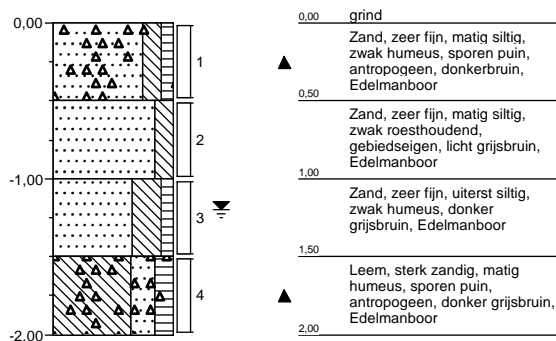 0,00
-1,00
-2,00
1
2
3
4
0,00 grind
Zand, zeer fijn, matig siltig,
zwak humeus, sporen puin,
antropogeen, donkerbruin,
Edelmanboor
0,50
Zand, zeer fijn, matig siltig,
zwak roesthoudend,
gebiedseigen, licht grijsbruin,
Edelmanboor
1,00
Zand, zeer fijn, uiterst siltig,
zwak humeus, donker
grijsbruin, Edelmanboor
1,50
Leem, sterk zandig, matig
humeus, sporen puin,
antropogeen, donker grijsbruin,
Edelmanboor
2,00